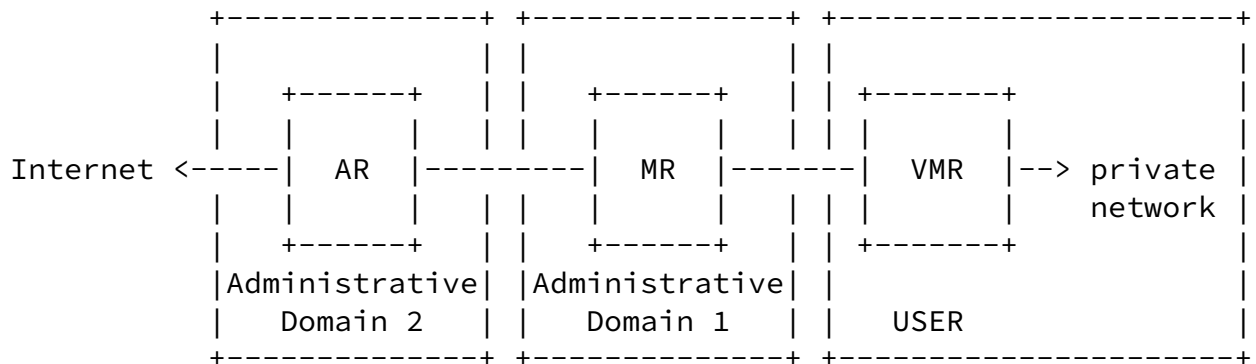 Internet <-----| AR |---------| MR |-------| VMR |--> private
network
Administrative Administrative
Domain 2 Domain 1 USER